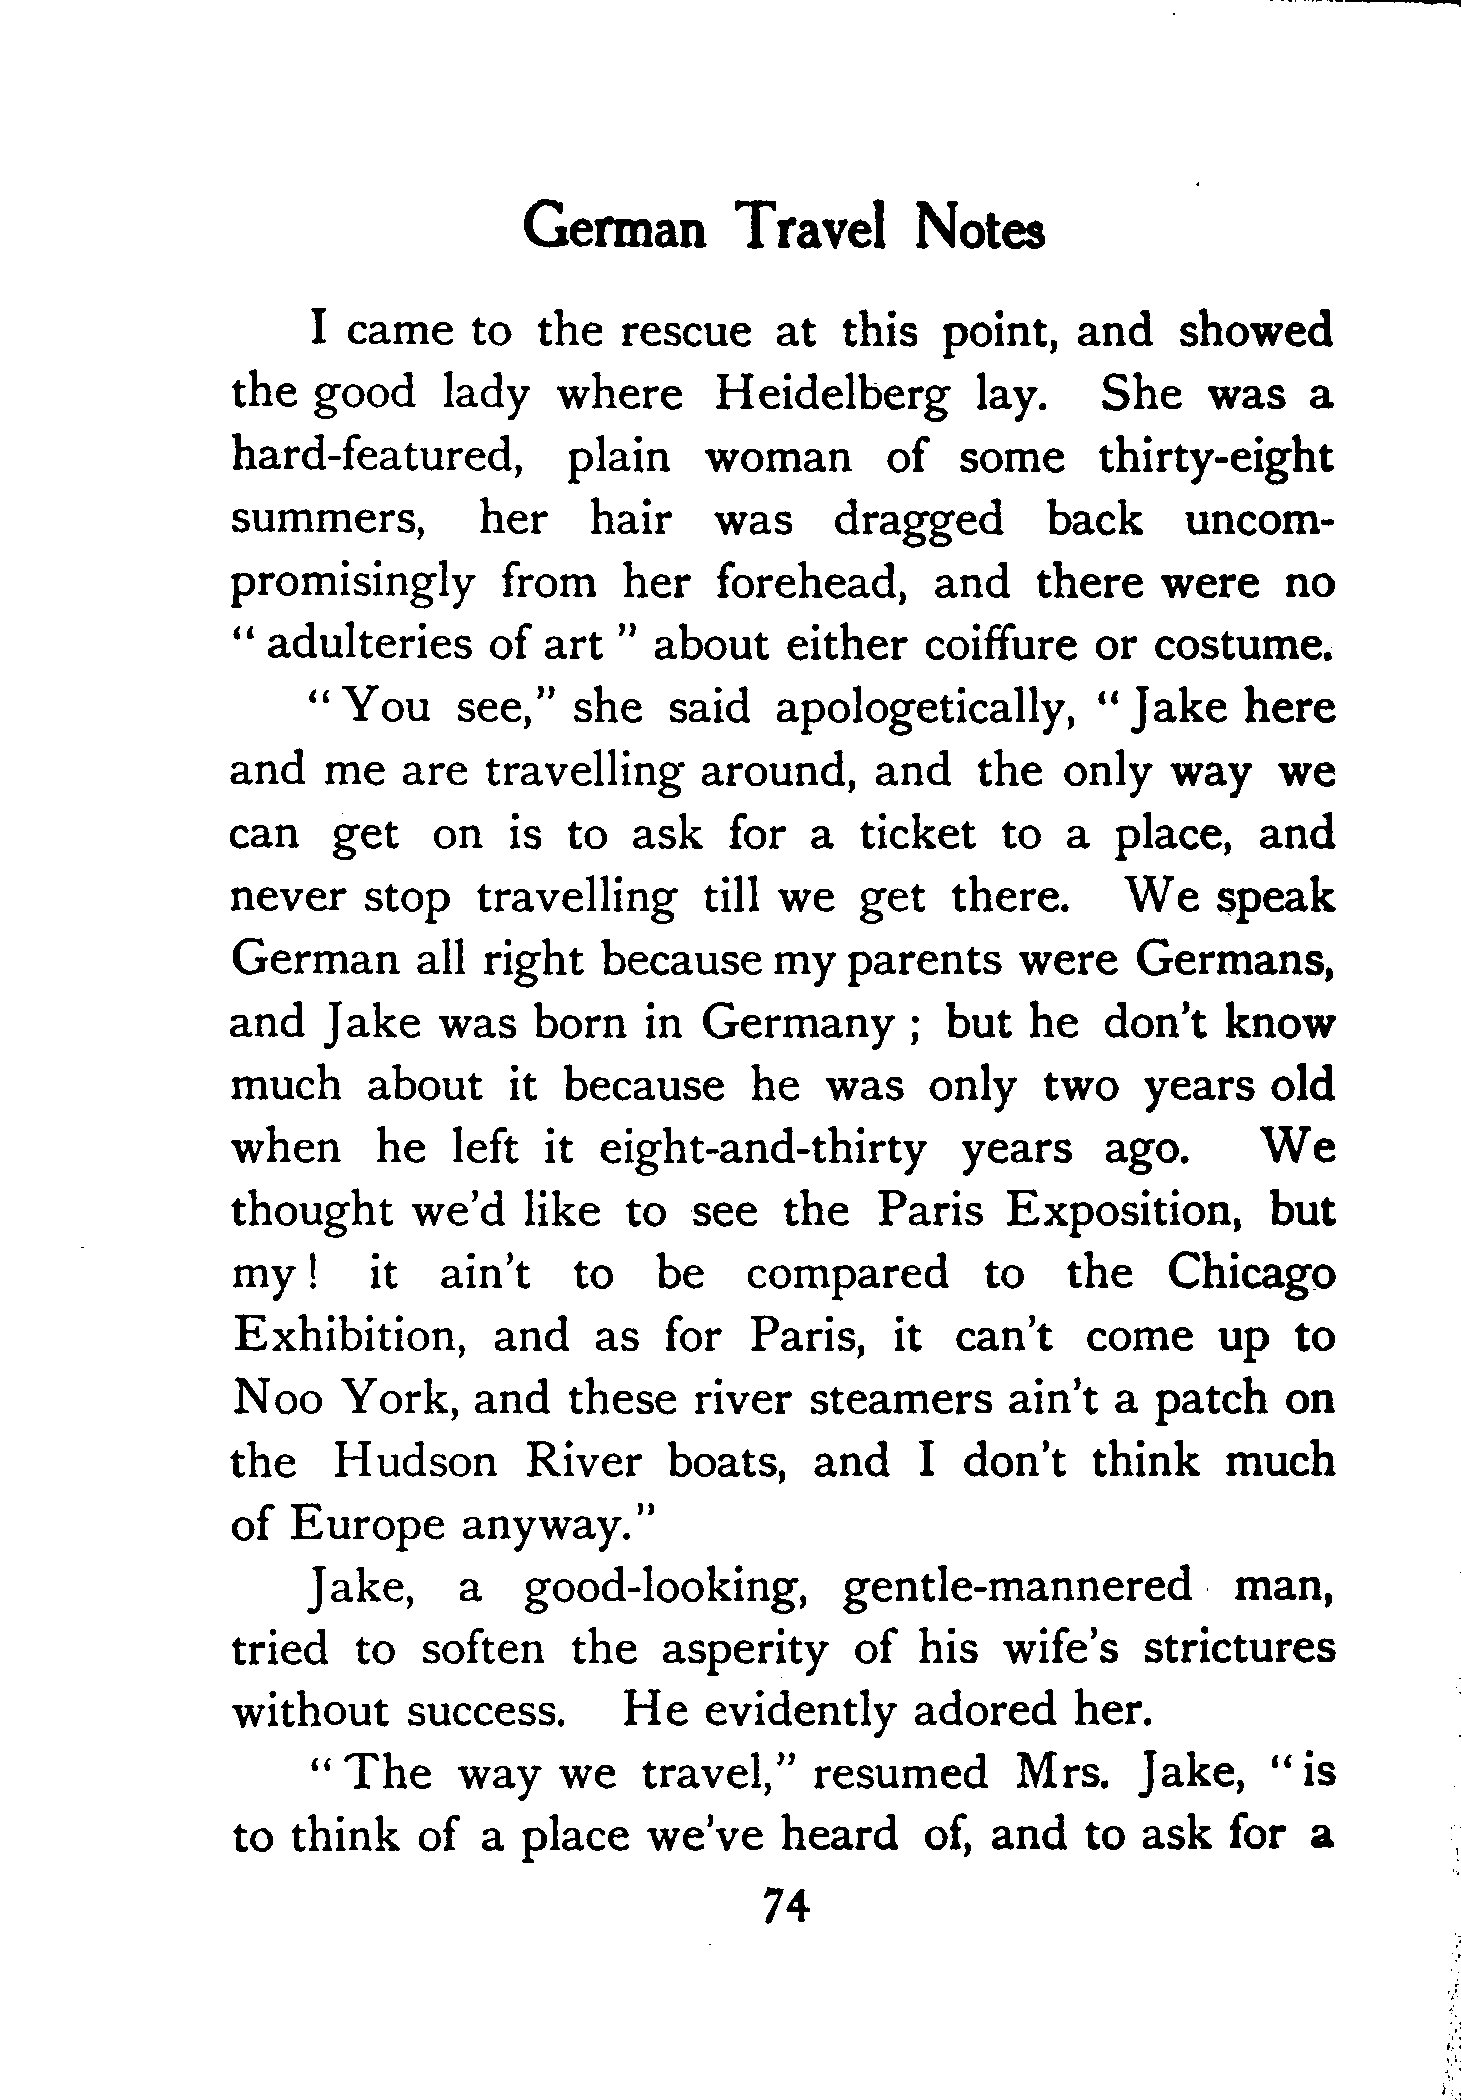 German Travel Notes
I came to the rescue at this point, and showed
the good lady where Heidelberg lay. She was a
hard-featured, plain woman of some thirty-eight
summers, her hair was dragged back uncom-
promisingly from her forehead, and there were no
" adulteries of art " about either coiffure or costume.
" You see," she said apologetically, " Jake here
and me are travelling around, and the only way we
can get on is to ask for a ticket to a place, and
never stop travelling till we get there. We speak
German all right because my parents were Germans,
and Jake was born in Germany ; but he don't know
much about it because he was only two years old
when he left it eight-and-thirty years ago. We
thought we'd like to see the Paris Exposition, but
my ! it ain't to be compared to the Chicago
Exhibition, and as for Paris, it can't come up to
Noo York, and these river steamers ain't a patch on
the Hudson River boats, and I don't think much
of Europe anyway."
Jake, a good-looking, gentle-mannered man,
tried to soften the asperity of his wife's strictures
without success. He evidently adored her.
" The way we travel," resumed Mrs. Jake, " is
to think of a place we've heard of, and to ask for a
74